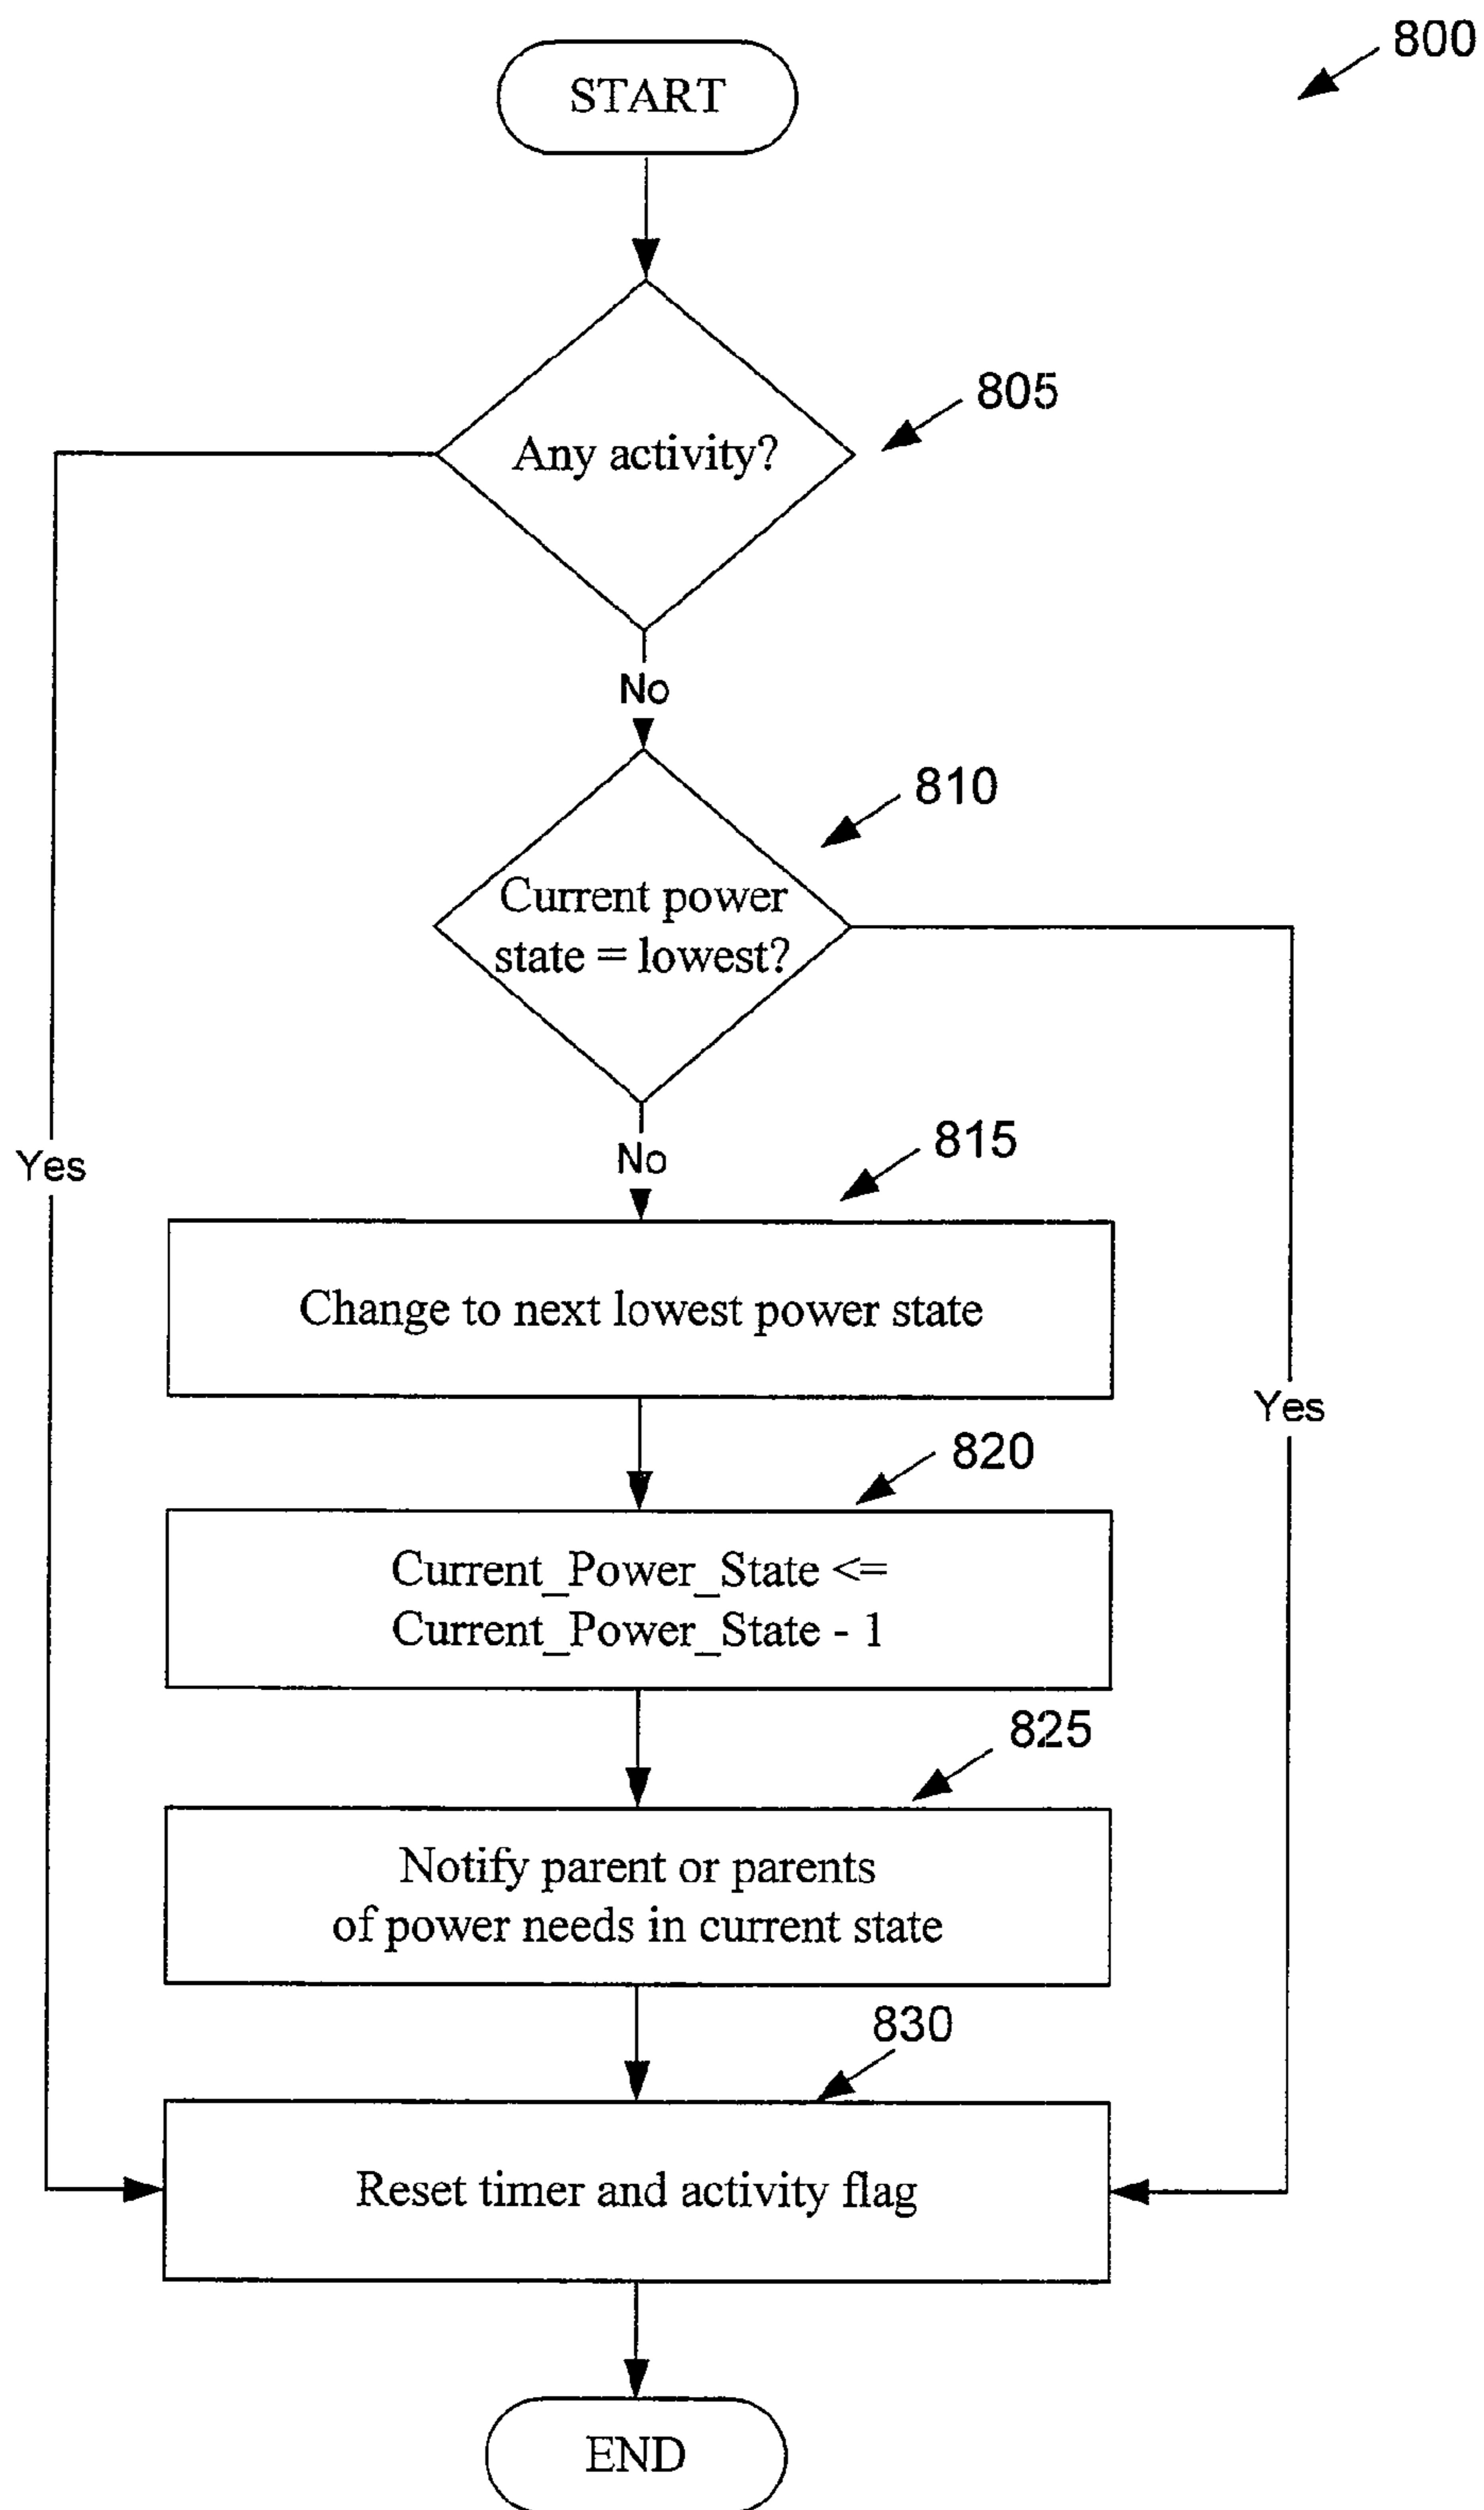 800
START
805
Any activity?
No
810
Current power
state = lowest?
No
815
Yes
Change to next lowest power state
Yes
820
Current_Power_State <=
Current_Power_State - 1
825
Notify parent or parents
of power needs in current state
830
Reset timer and activity flag
END